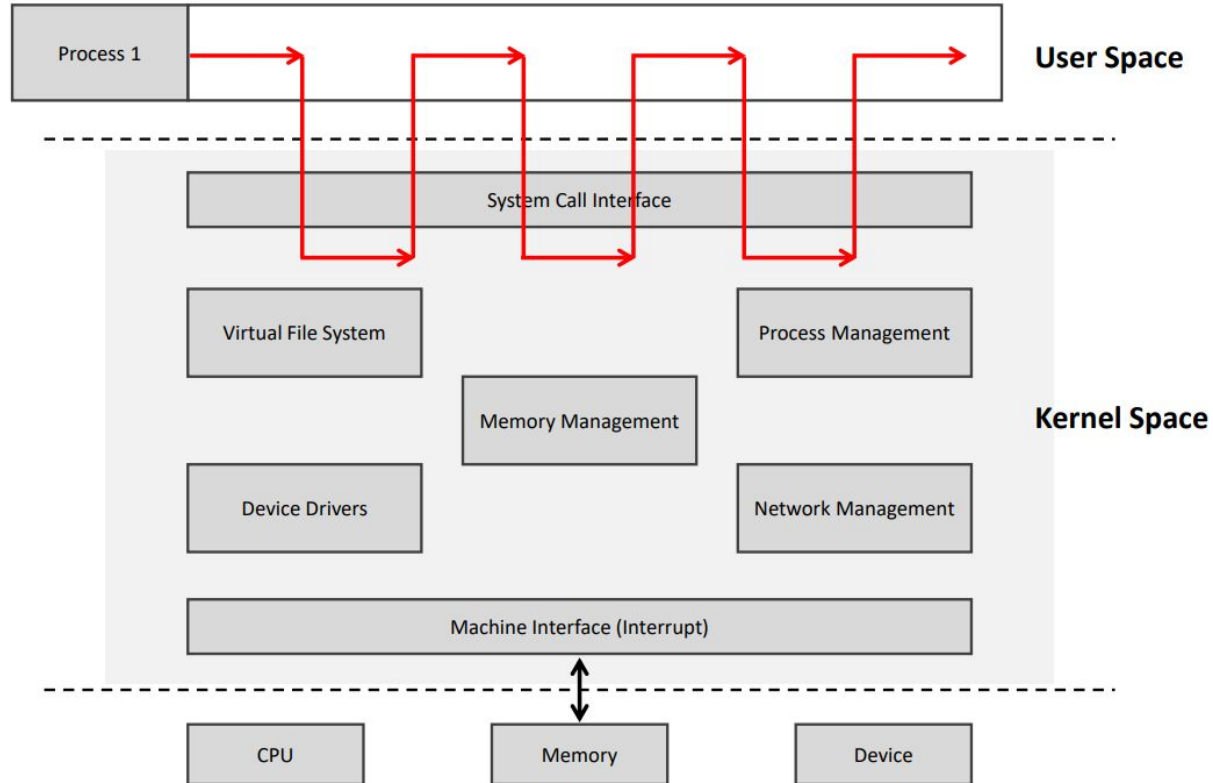 Process 1
User Space
System Call Interface
Virtual File System
Process Management
Memory Management
Kernel Space
Device Drivers
Network Management
Machine Interface (Interrupt)
CPU
Memory
Device